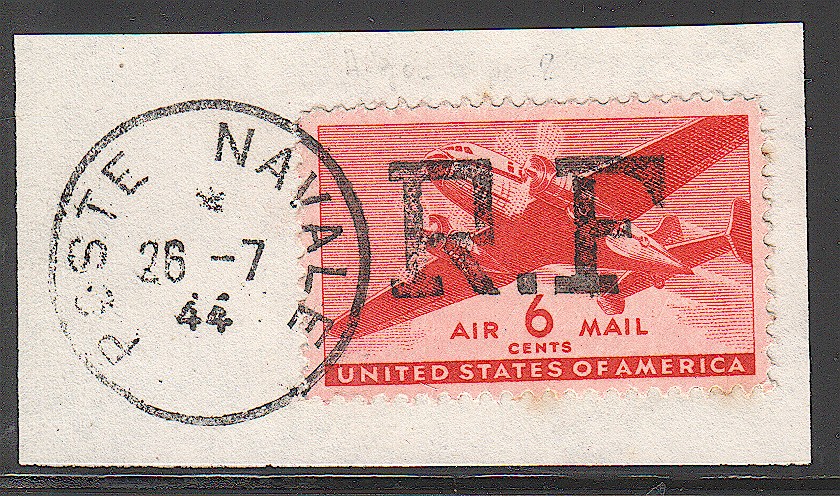 POSTE NAVALE
*
26 -7
44
R.F
AIR 6 MAIL
CENTS
UNITED STATES OF AMERICA